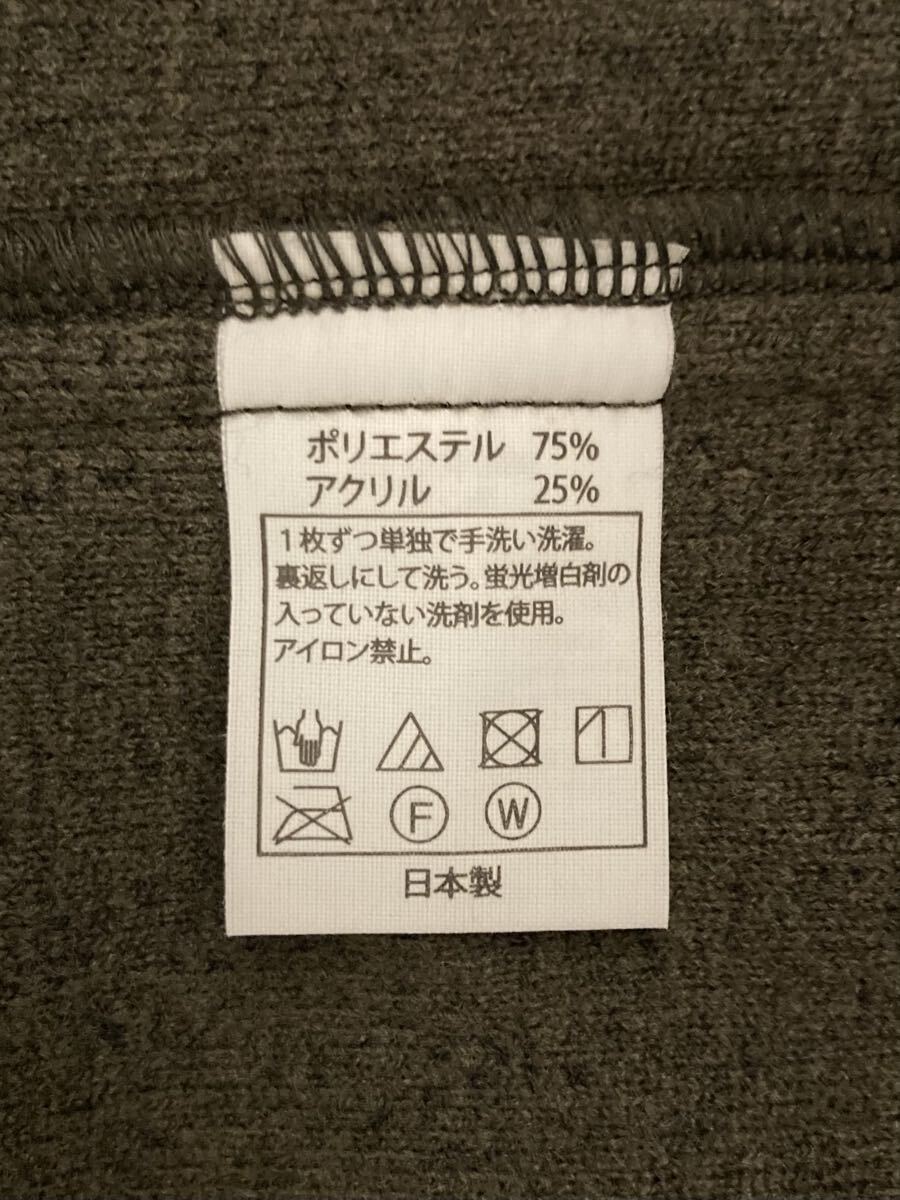 ポリエステル 75%
アクリル 25%
１枚ずつ単独で手洗い洗濯。
裏返しにして洗う。蛍光増白剤の
入っていない洗剤を使用。
アイロン禁止。
F W
日本製